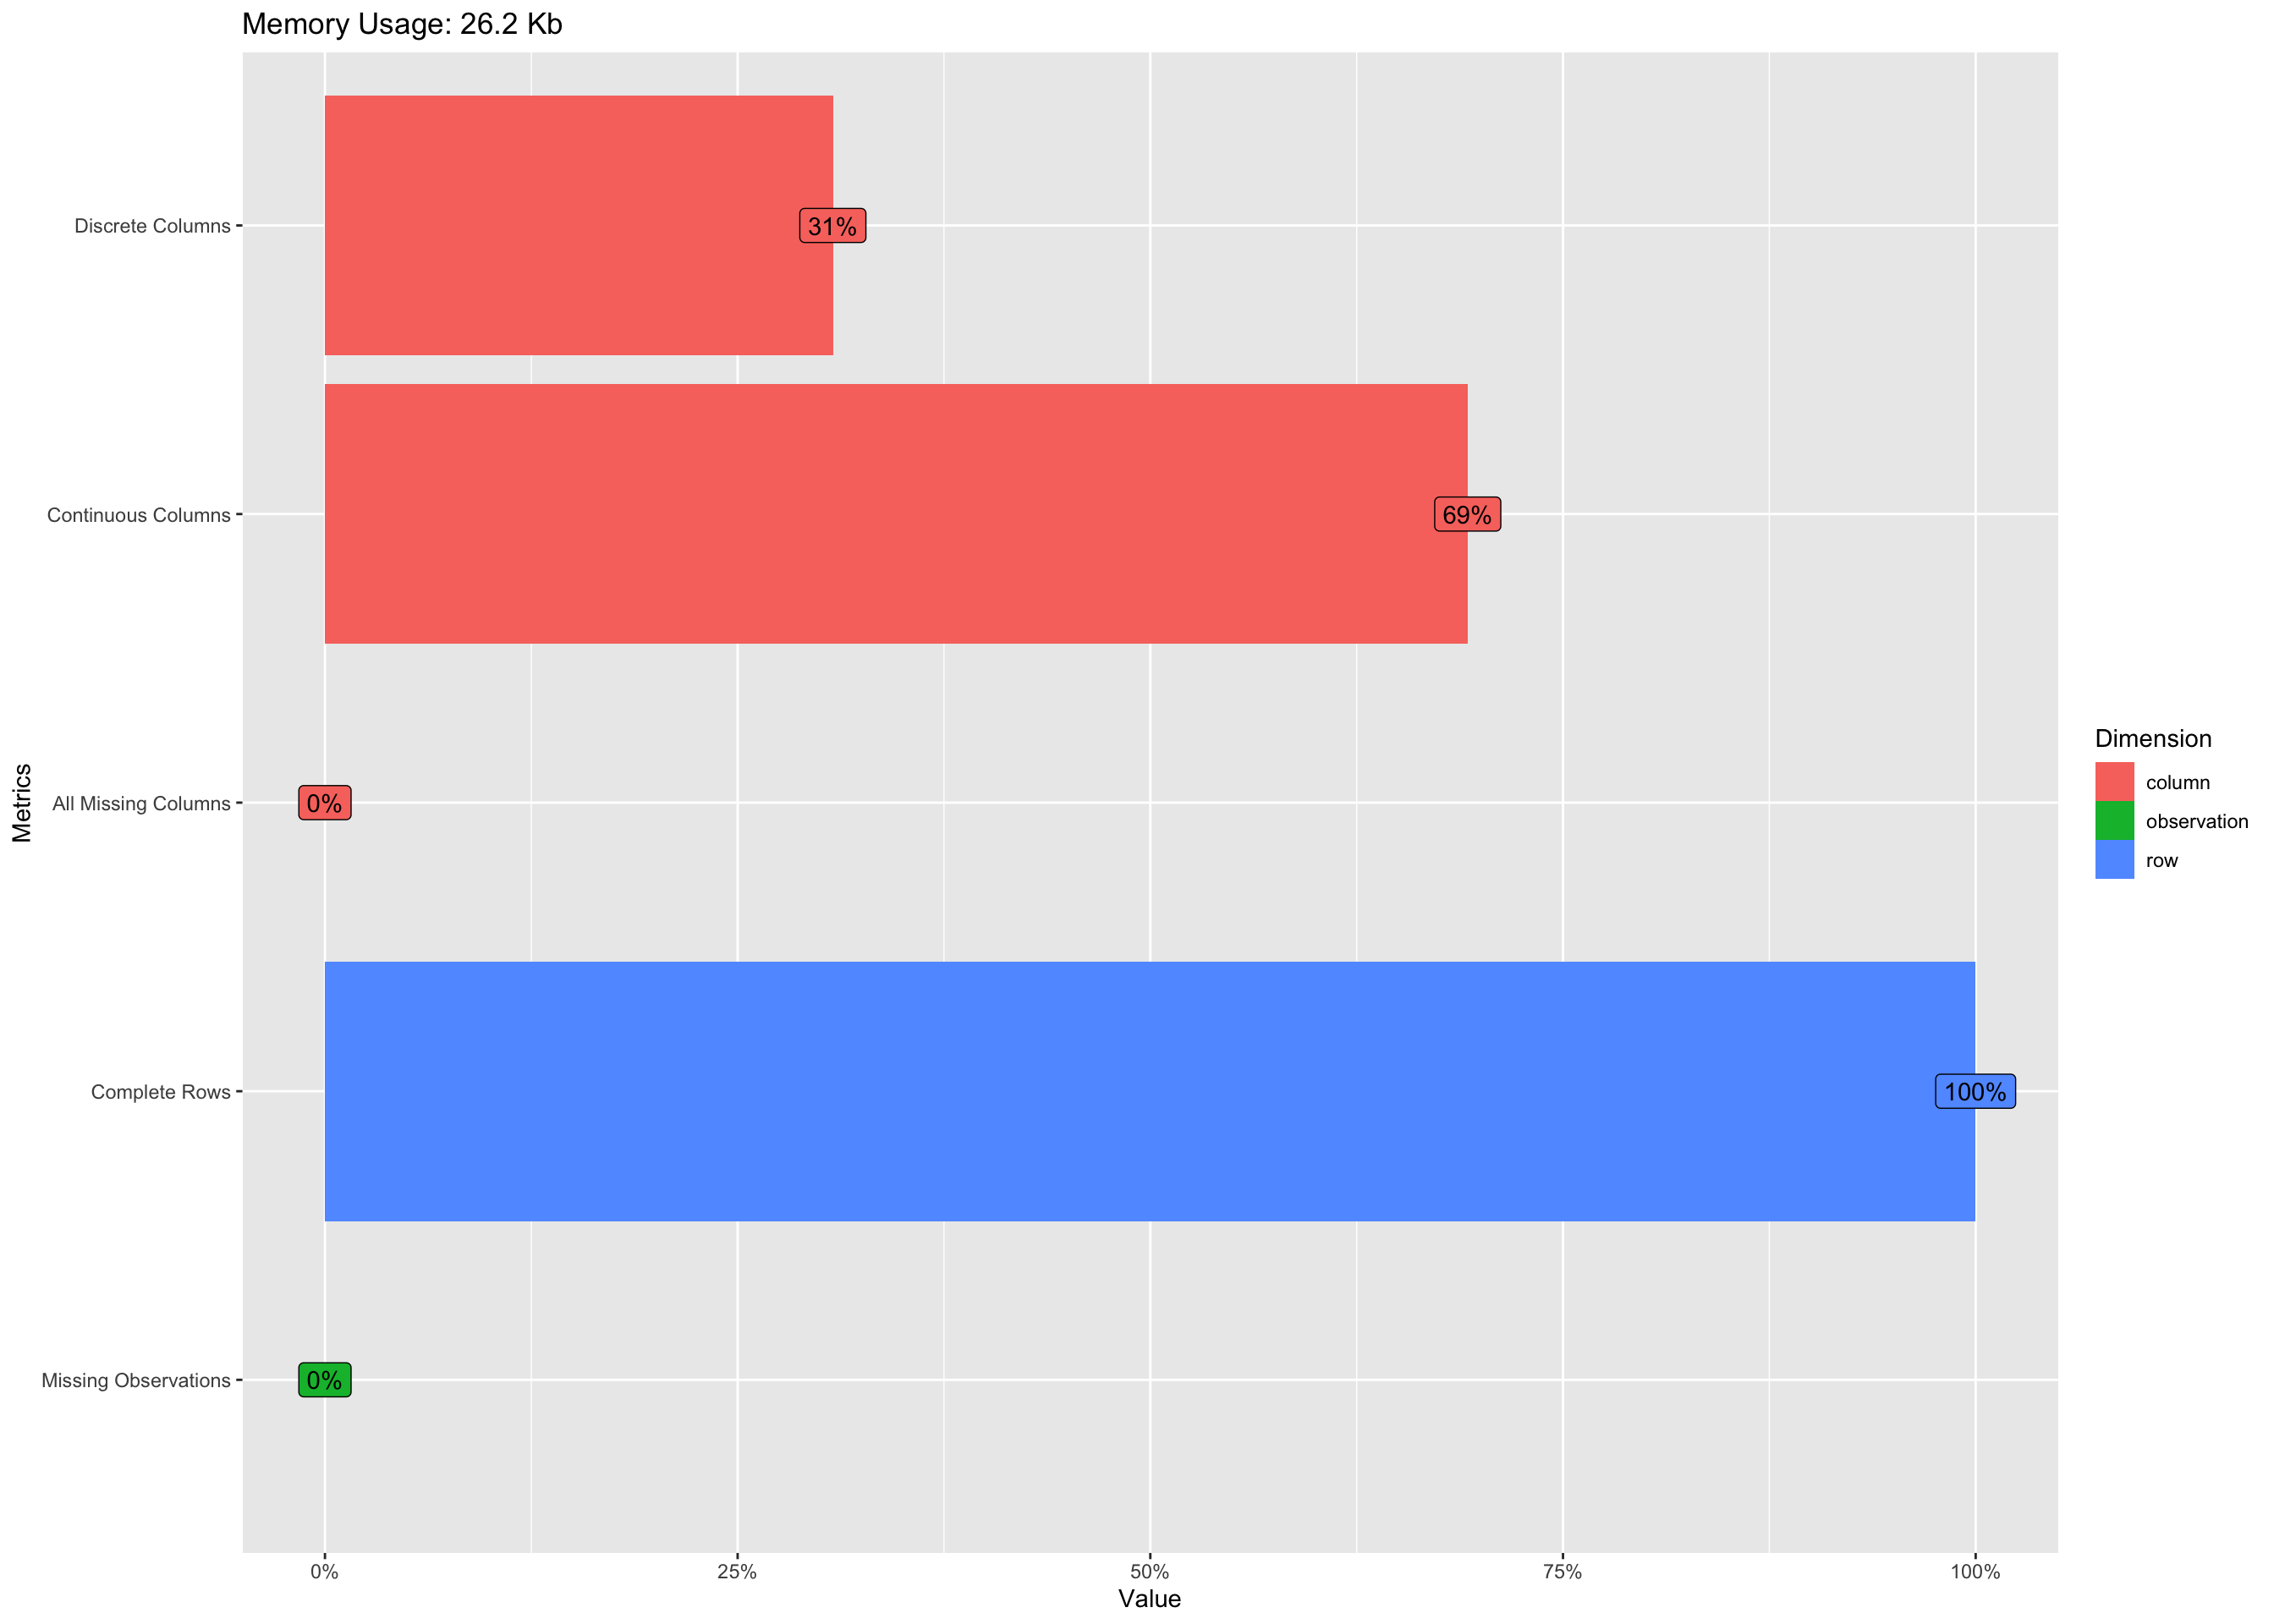 Memory Usage: 26.2 Kb
Metrics
Discrete Columns
31%
Continuous Columns
69%
All Missing Columns
0%
Complete Rows
100%
Missing Observations
0%
0% 25% 50% 75% 100%
Value
Dimension
column
observation
row